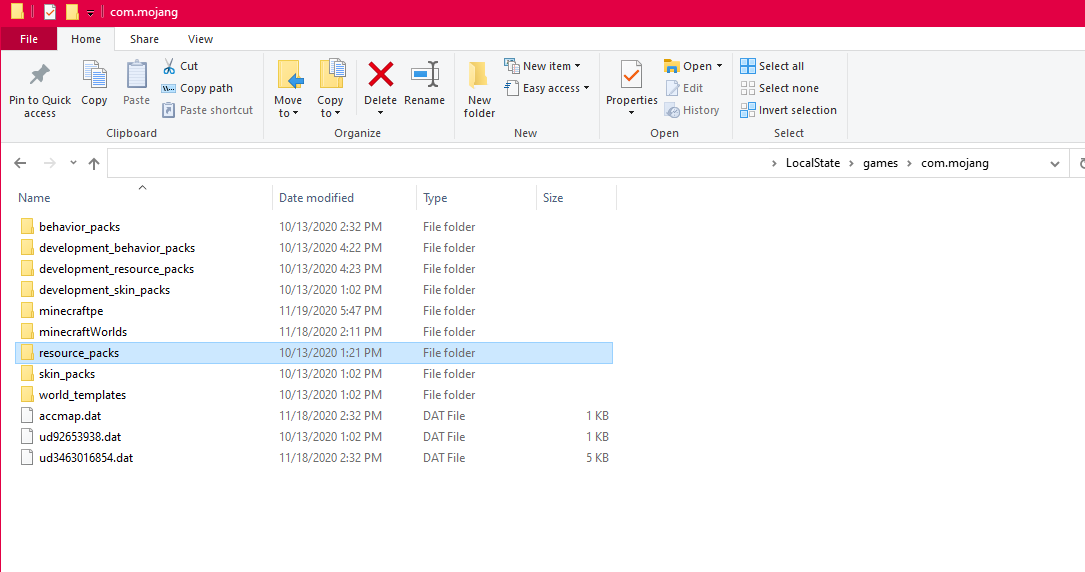 com.mojang
File Home Share View
Pin to Quick access
Copy
Paste
Cut
Copy path
Paste shortcut
Clipboard
Move to
Copy to
Delete
Rename
Organize
New folder
New item
Easy access
New
Properties
Open
Edit
History
Open
Select all
Select none
Invert selection
Select
LocalState games com.mojang
Name Date modified Type Size
behavior_packs 10/13/2020 2:32 PM File folder
development_behavior_packs 10/13/2020 4:22 PM File folder
development_resource_packs 10/13/2020 4:23 PM File folder
development_skin_packs 10/13/2020 1:02 PM File folder
minecraftpe 11/19/2020 5:47 PM File folder
minecraftWorlds 11/18/2020 2:11 PM File folder
resource_packs 10/13/2020 1:21 PM File folder
skin_packs 10/13/2020 1:02 PM File folder
world_templates 10/13/2020 1:02 PM File folder
accmap.dat 11/18/2020 2:32 PM DAT File 1 KB
ud92653938.dat 10/13/2020 1:02 PM DAT File 1 KB
ud3463016854.dat 11/18/2020 2:32 PM DAT File 5 KB